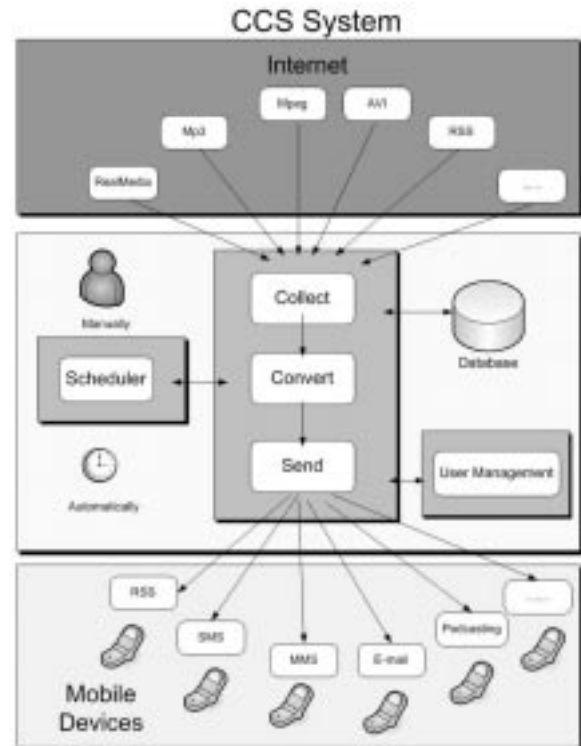 CCS System
Internet
Mpeg
AVI
Mp3
RSS
RealMedia
Collect
Manually
Database
Scheduler
Convert
Send
User Management
Automatically
RSS
SMS
MMS
E-mail
Podcasting
Mobile
Devices